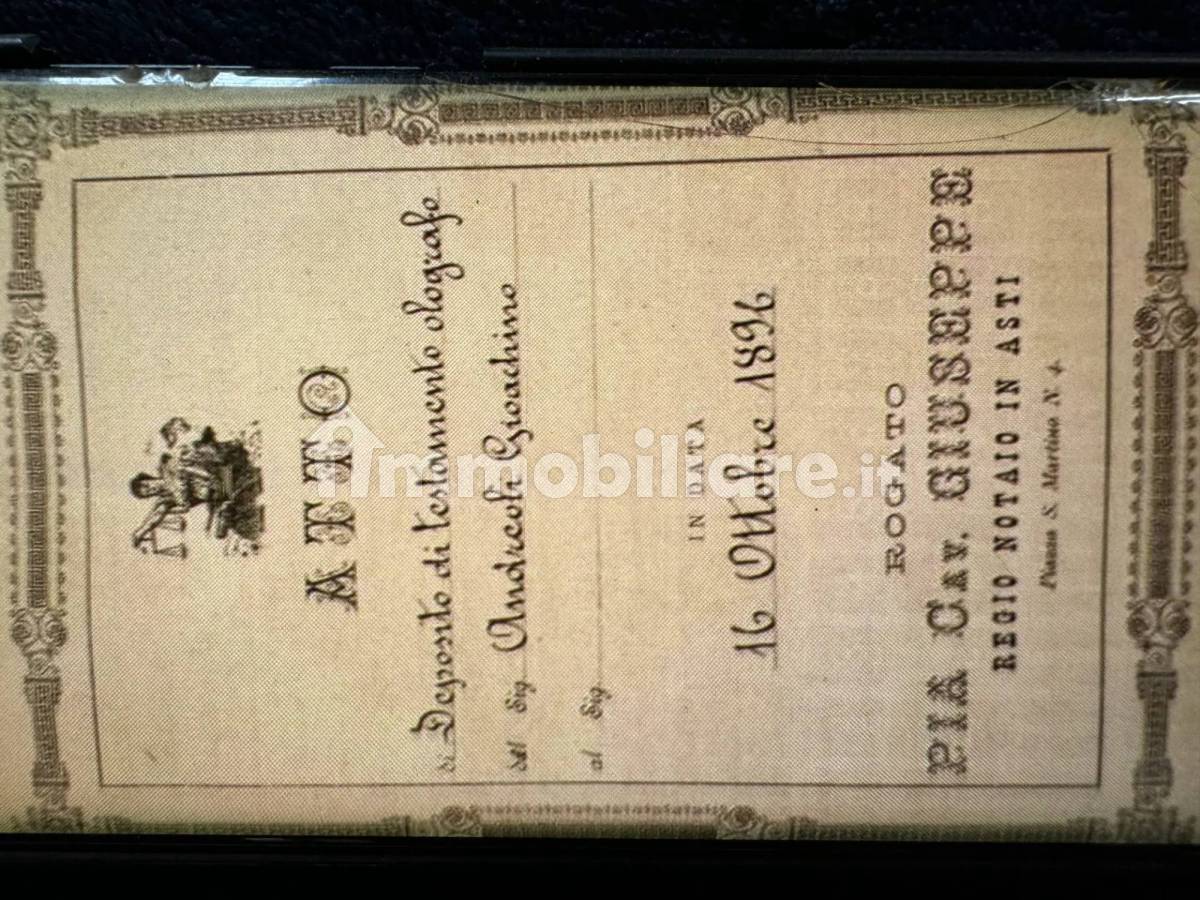 ATTO
di Deposito di testamento olografo
del Sig. Andreoli Gioachino
al Sig.
IN DATA
16 Ottobre 1896
ROGATO
PIA CAV. GIUSEPPE
REGIO NOTAIO IN ASTI
Piazza S. Martino N. 4.
immobiliare.it